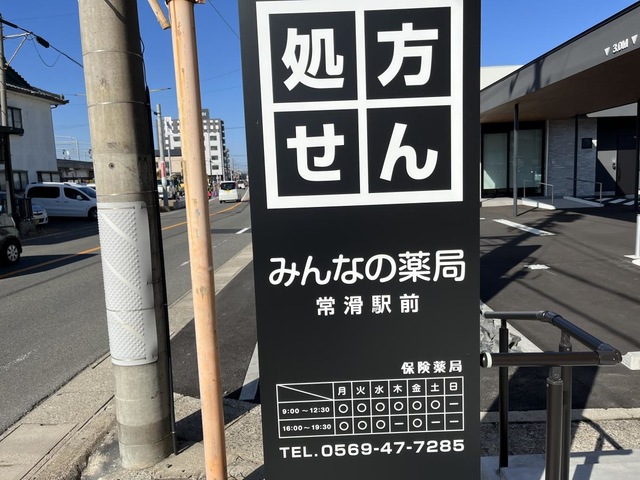 処方
せん
みんなの薬局
常滑駅前
保険薬局
月 火 水 木 金 土 日
9:00～12:30 ○ ○ ○ ○ ○ ○ ー
16:00～19:30 ○ ○ ○ ー ○ ー ー
TEL.0569-47-7285
▼3.0M▼